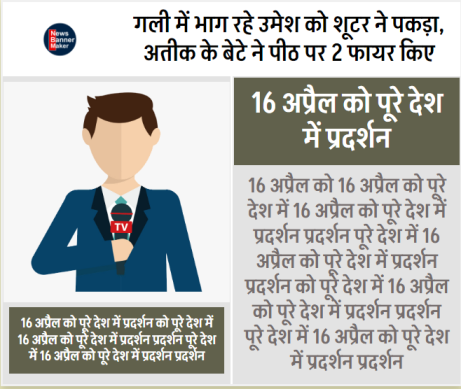 News
Banner
Maker
गली में भाग रहे उमेश को शूटर ने पकड़ा,
अतीक के बेटे ने पीठ पर 2 फायर किए
16 अप्रैल को पूरे देश
में प्रदर्शन
TV
16 अप्रैल को पूरे देश में प्रदर्शन को पूरे देश में
16 अप्रैल को पूरे देश में प्रदर्शन प्रदर्शन पूरे देश
में 16 अप्रैल को पूरे देश में प्रदर्शन प्रदर्शन
16 अप्रैल को 16 अप्रैल को पूरे
देश में 16 अप्रैल को पूरे देश में
प्रदर्शन प्रदर्शन पूरे देश में 16
अप्रैल को पूरे देश में प्रदर्शन
प्रदर्शन को पूरे देश में 16 अप्रैल
को पूरे देश में प्रदर्शन प्रदर्शन
पूरे देश में 16 अप्रैल को पूरे देश
में प्रदर्शन प्रदर्शन